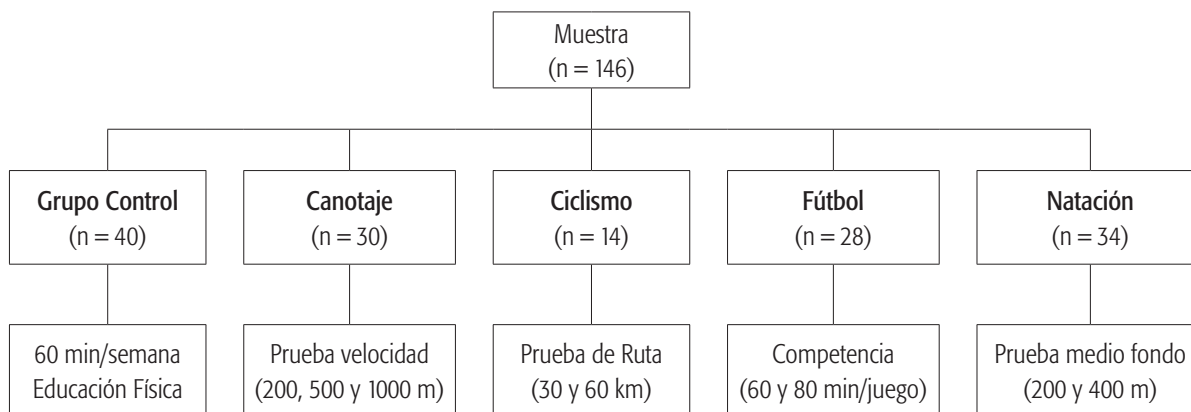 Muestra
(n = 146)
Grupo Control
(n = 40)
Canotaje
(n = 30)
Ciclismo
(n = 14)
Fútbol
(n = 28)
Natación
(n = 34)
60 min/semana
Educación Física
Prueba velocidad
(200, 500 y 1000 m)
Prueba de Ruta
(30 y 60 km)
Competencia
(60 y 80 min/juego)
Prueba medio fondo
(200 y 400 m)